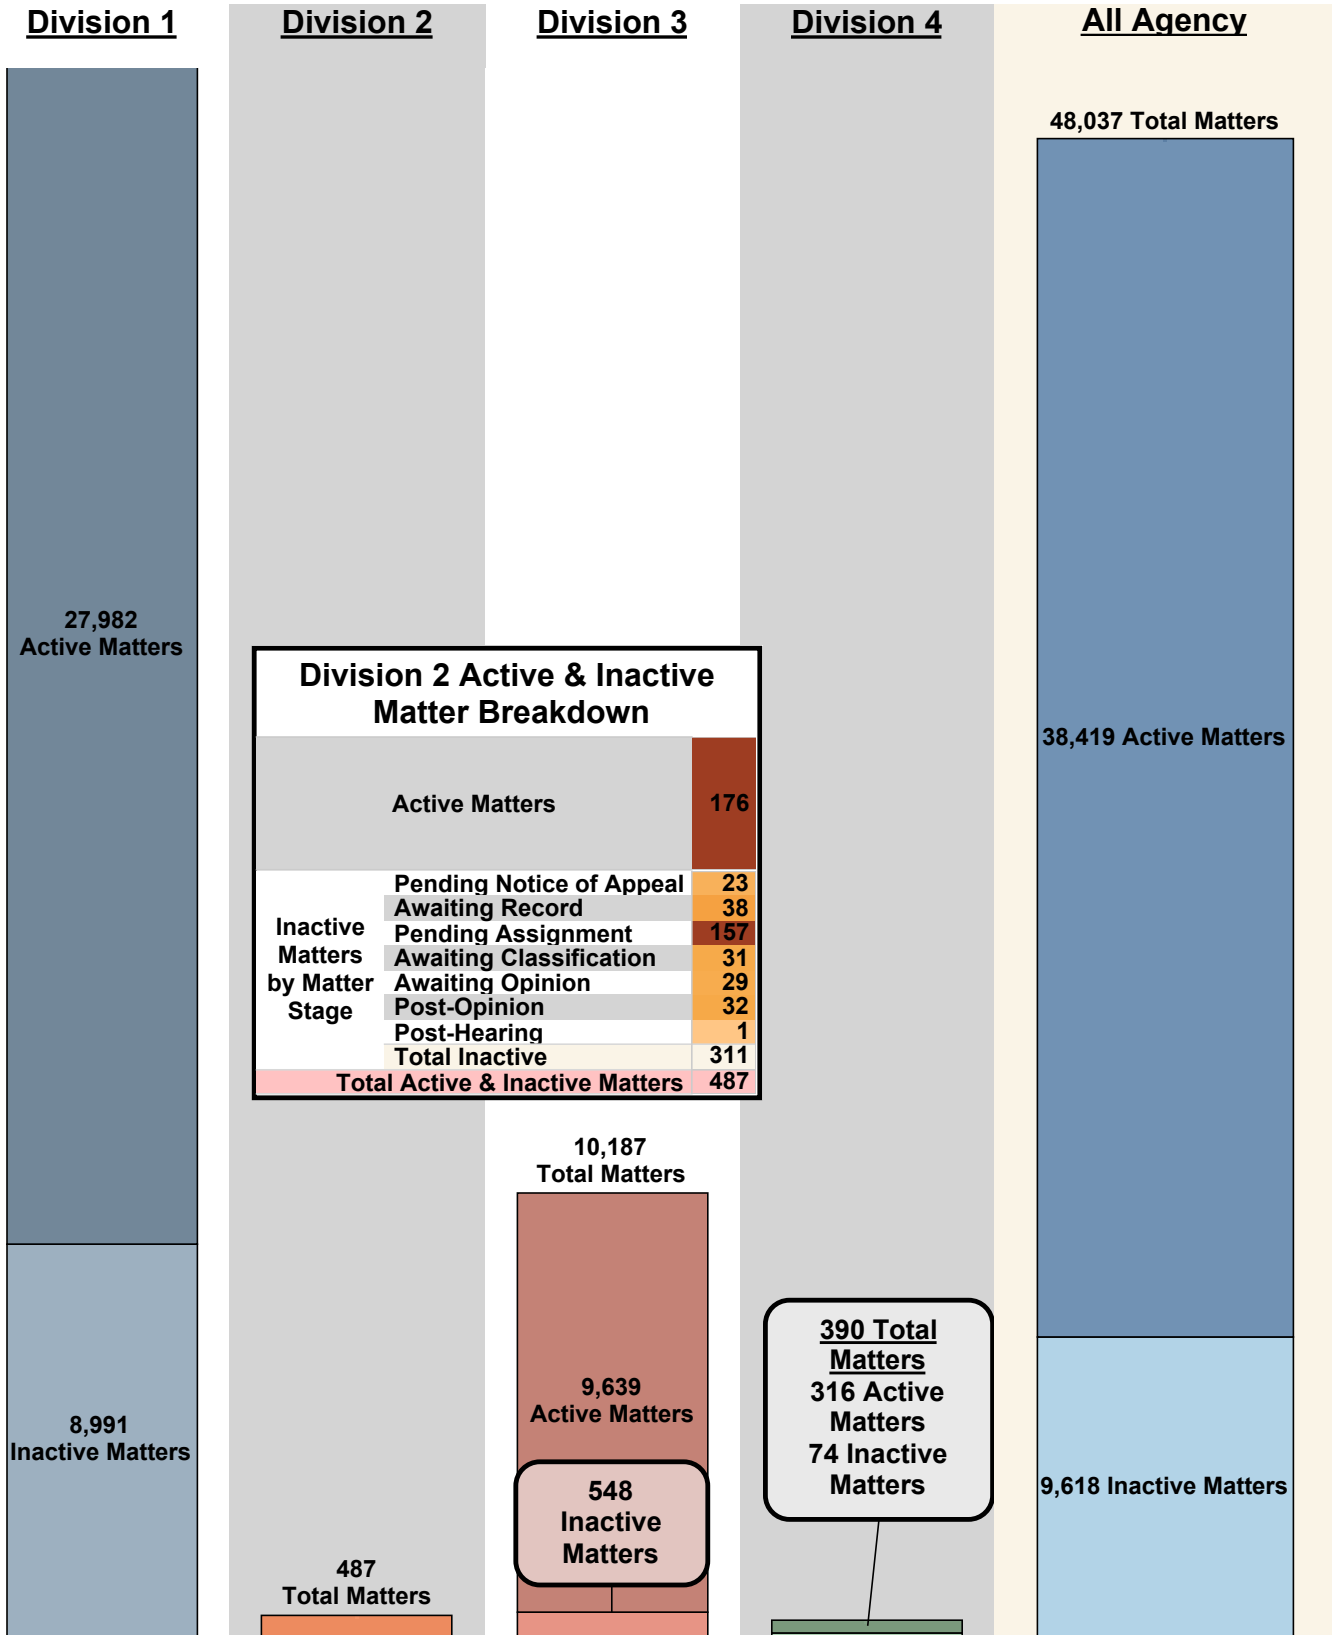 Division 1
Division 2
Division 3
Division 4
All Agency
48,037 Total Matters
27,982
Active Matters
38,419 Active Matters
Division 2 Active & Inactive
Matter Breakdown
Active Matters 176
Inactive
Matters
by Matter
Stage
Pending Notice of Appeal 23
Awaiting Record 38
Pending Assignment 157
Awaiting Classification 31
Awaiting Opinion 29
Post-Opinion 32
Post-Hearing 1
Total Inactive 311
Total Active & Inactive Matters 487
10,187
Total Matters
9,639
Active Matters
548
Inactive
Matters
390 Total
Matters
316 Active
Matters
74 Inactive
Matters
8,991
Inactive Matters
9,618 Inactive Matters
487
Total Matters